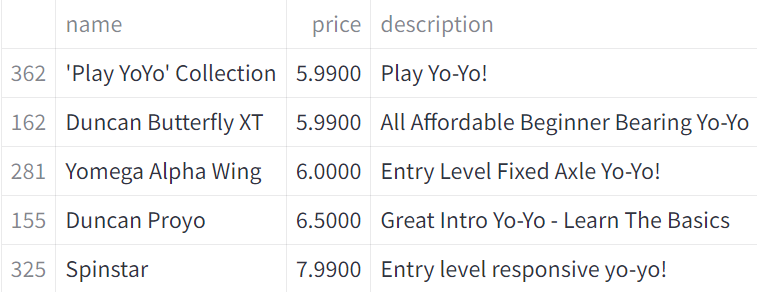 name price description
362 'Play YoYo' Collection 5.9900 Play Yo-Yo!
162 Duncan Butterfly XT 5.9900 All Affordable Beginner Bearing Yo-Yo
281 Yomega Alpha Wing 6.0000 Entry Level Fixed Axle Yo-Yo!
155 Duncan Proyo 6.5000 Great Intro Yo-Yo - Learn The Basics
325 Spinstar 7.9900 Entry level responsive yo-yo!